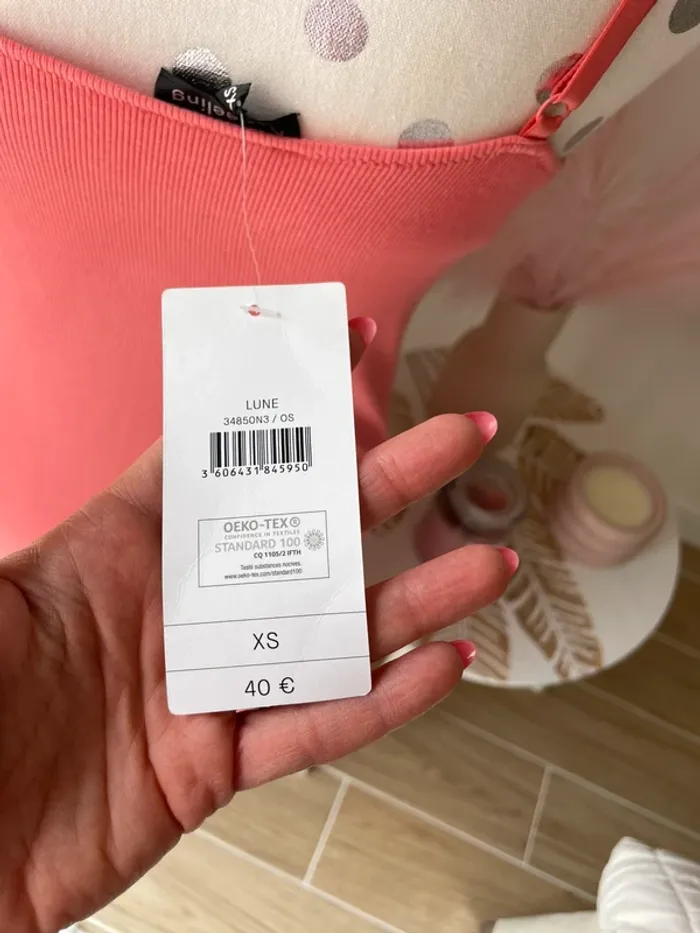 eeling
LUNE
34850N3 / OS
3 606431 845950
OEKO-TEX®
CONFIDENCE IN TEXTILES
STANDARD 100
CQ 1105/2 IFTH
Testé substances nocives.
www.oeko-tex.com/standard100
XS
40 €